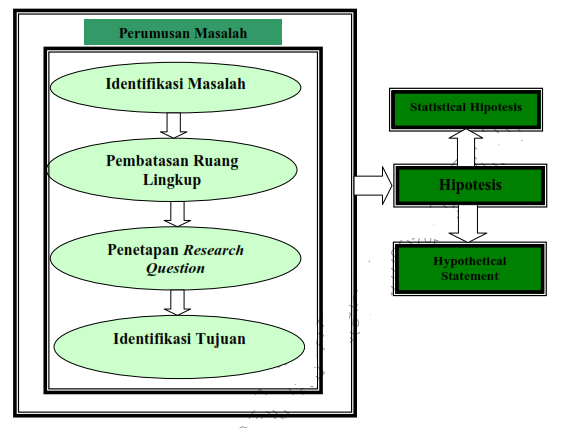 Perumusan Masalah
Identifikasi Masalah
Pembatasan Ruang
Lingkup
Penetapan Research
Question
Identifikasi Tujuan
Statistical Hipotesis
Hipotesis
Hypothetical
Statement